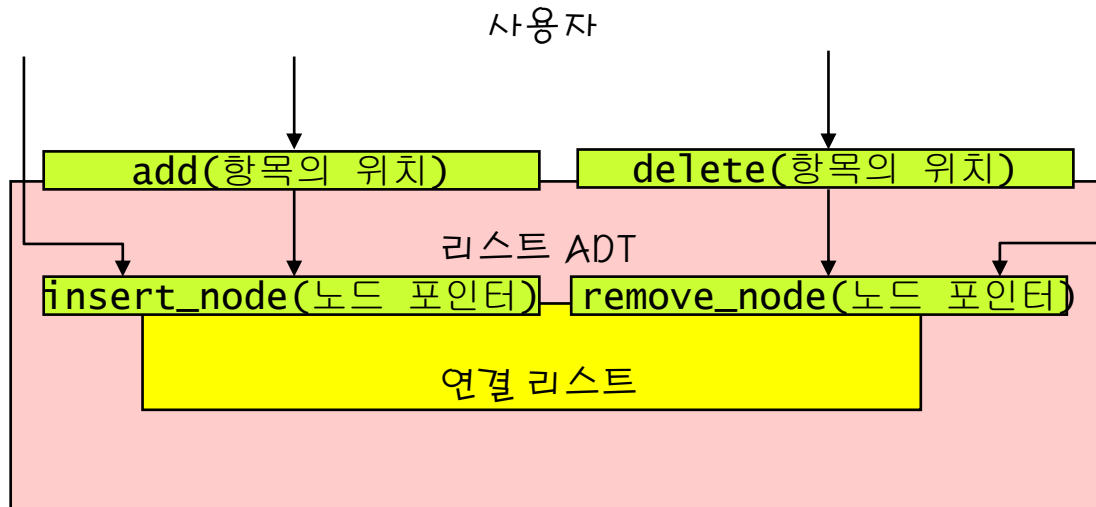 사용자
add(항목의 위치)
delete(항목의 위치)
리스트 ADT
insert_node(노드 포인터)
remove_node(노드 포인터)
연결 리스트